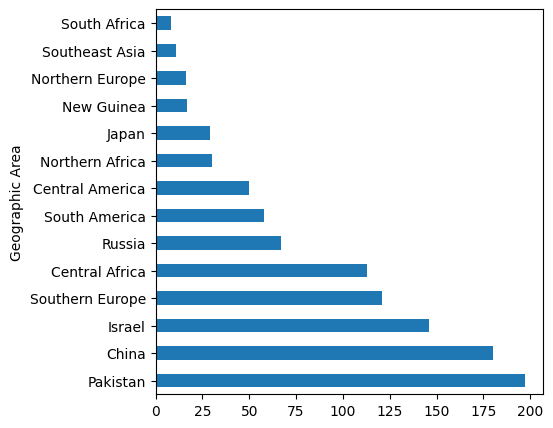 South Africa
Southeast Asia
Northern Europe
New Guinea
Japan
Northern Africa
Central America
South America
Russia
Central Africa
Southern Europe
Israel
China
Pakistan
Geographic Area
0 25 50 75 100 125 150 175 200